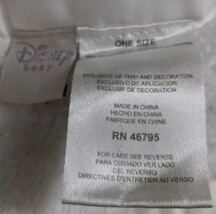 Disney
baby
ONE SIZE
EXCLUSIVE OF TRIM AND DECORATION
EXCLUSIVO DE APLICACION
EXCLUSIF DE DECORATION
MADE IN CHINA
HECHO EN CHINA
FABRIQUE EN CHINE
RN 46795
FOR CARE SEE REVERSE
PARA CUIDADO VER LADO
DEL REVERSO
DIRECTIVES D'ENTRETIEN AU VERSO